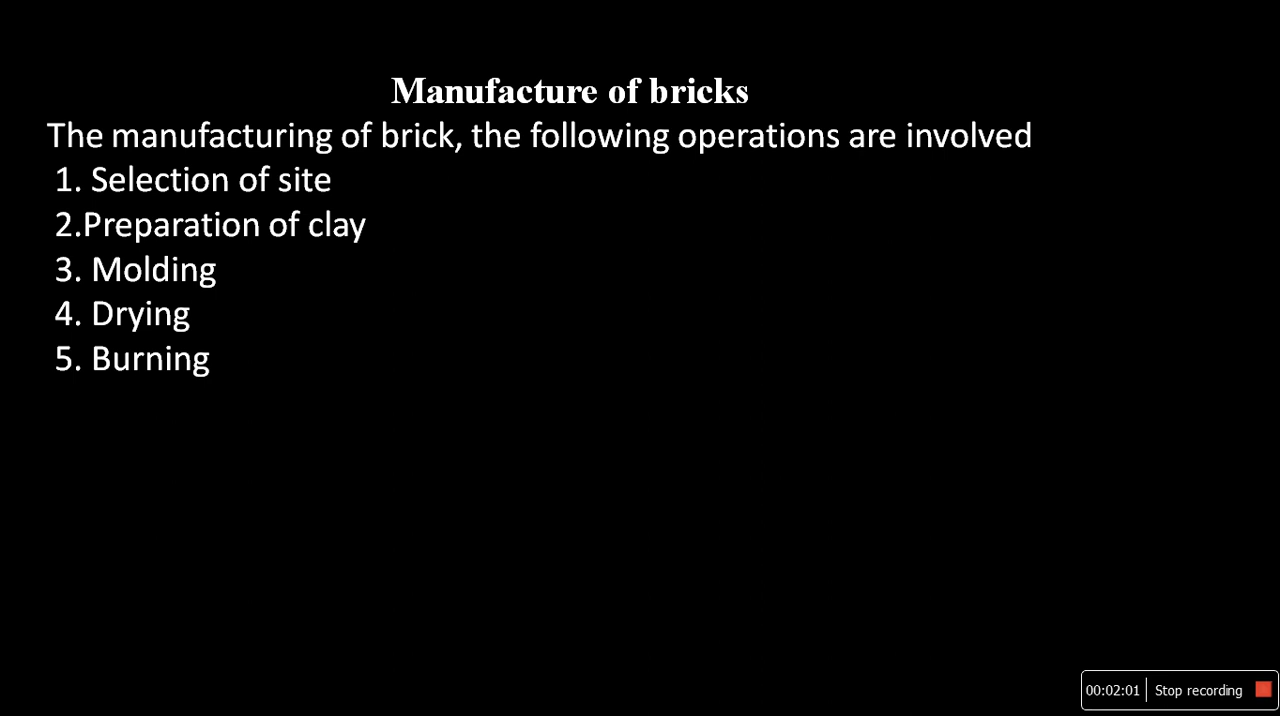 Manufacture of bricks
The manufacturing of brick, the following operations are involved
1. Selection of site
2.Preparation of clay
3. Molding
4. Drying
5. Burning
00:02:01 Stop recording